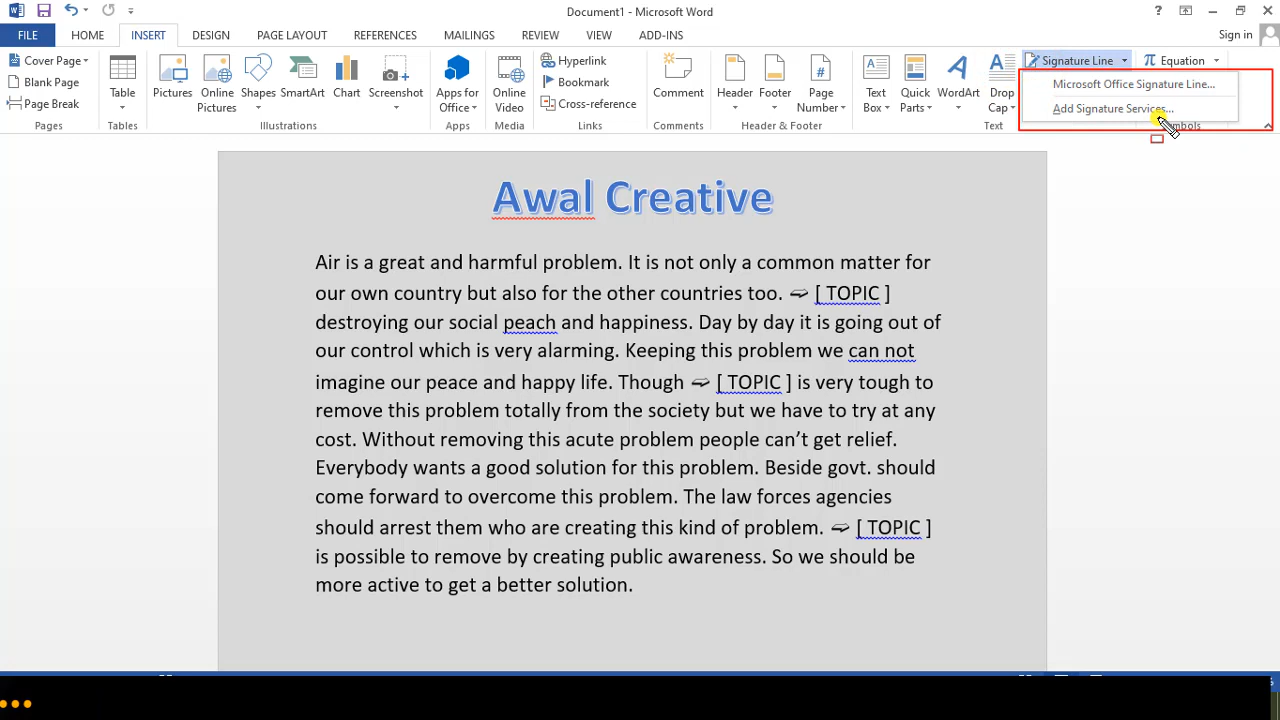 Document1 - Microsoft Word
?
FILE
HOME
INSERT
DESIGN
PAGE LAYOUT
REFERENCES
MAILINGS
REVIEW
VIEW
ADD-INS
Sign in
Cover Page
Blank Page
Page Break
Pages
Table
Tables
Pictures
Online Pictures
Shapes
SmartArt
Chart
Screenshot
Illustrations
Apps for Office
Apps
Online Video
Media
Hyperlink
Bookmark
Cross-reference
Links
Comment
Comments
Header
Footer
Page Number
Header & Footer
Text Box
Quick Parts
WordArt
Drop Cap
Text
Signature Line
π Equation
Microsoft Office Signature Line...
Add Signature Services...
Awal Creative
Air is a great and harmful problem. It is not only a common matter for
our own country but also for the other countries too. ➫ [ TOPIC ]
destroying our social peach and happiness. Day by day it is going out of
our control which is very alarming. Keeping this problem we can not
imagine our peace and happy life. Though ➫ [ TOPIC ] is very tough to
remove this problem totally from the society but we have to try at any
cost. Without removing this acute problem people can’t get relief.
Everybody wants a good solution for this problem. Beside govt. should
come forward to overcome this problem. The law forces agencies
should arrest them who are creating this kind of problem. ➫ [ TOPIC ]
is possible to remove by creating public awareness. So we should be
more active to get a better solution.